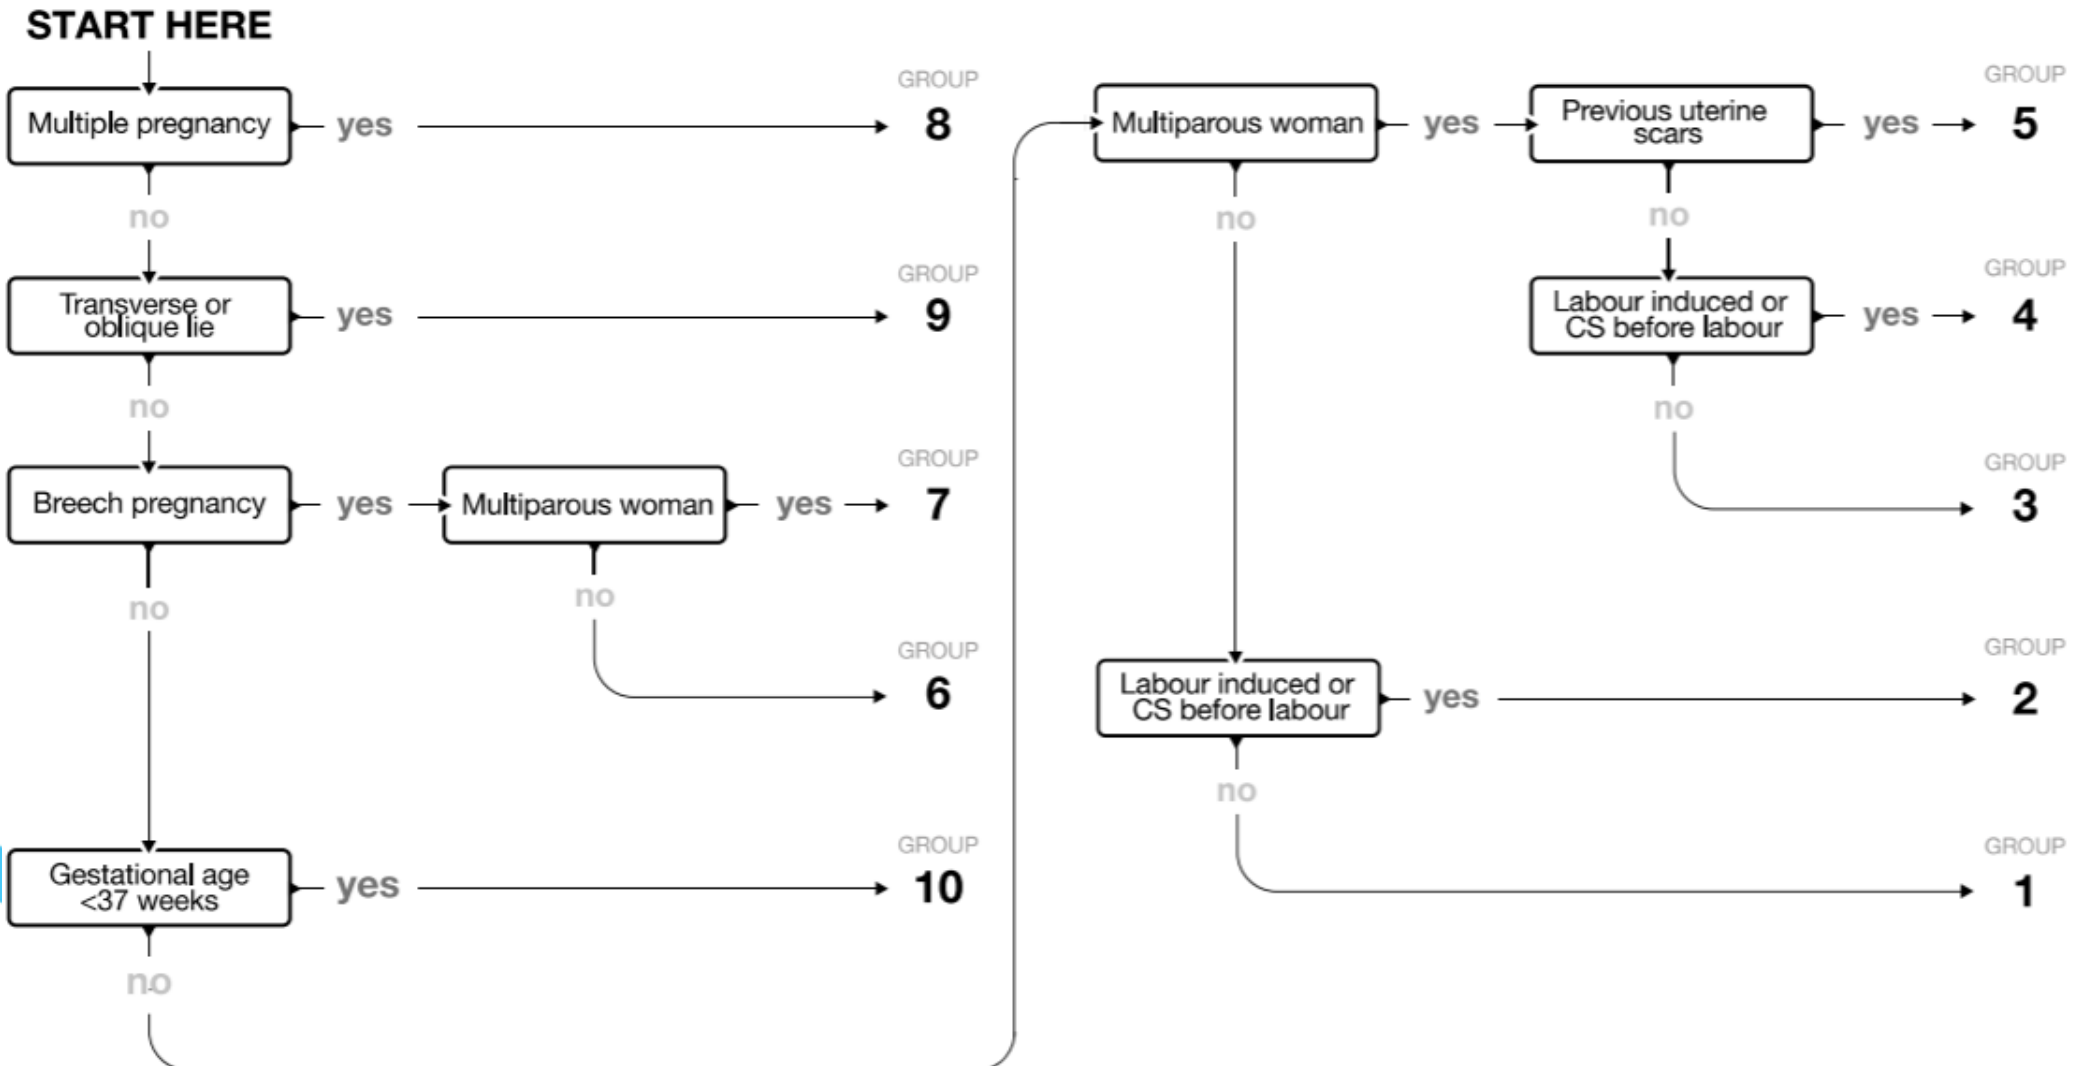 START HERE
Multiple pregnancy
yes
GROUP
8
no
Transverse or
oblique lie
yes
GROUP
9
no
Breech pregnancy
yes
Multiparous woman
yes
GROUP
7
no
no
GROUP
6
Gestational age
<37 weeks
yes
GROUP
10
no
Multiparous woman
yes
Previous uterine
scars
yes
GROUP
5
no
no
Labour induced or
CS before labour
yes
GROUP
4
no
GROUP
3
Labour induced or
CS before labour
yes
GROUP
2
no
GROUP
1